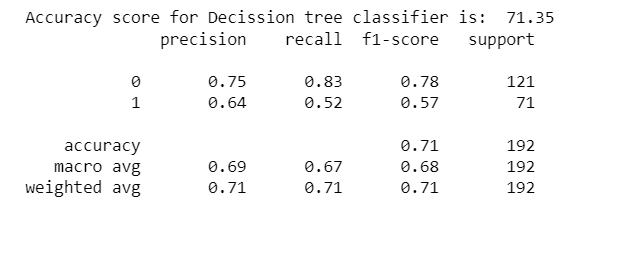 Accuracy score for Decission tree classifier is:  71.35
              precision    recall  f1-score   support

           0       0.75      0.83      0.78       121
           1       0.64      0.52      0.57        71

    accuracy                           0.71       192
   macro avg       0.69      0.67      0.68       192
weighted avg       0.71      0.71      0.71       192